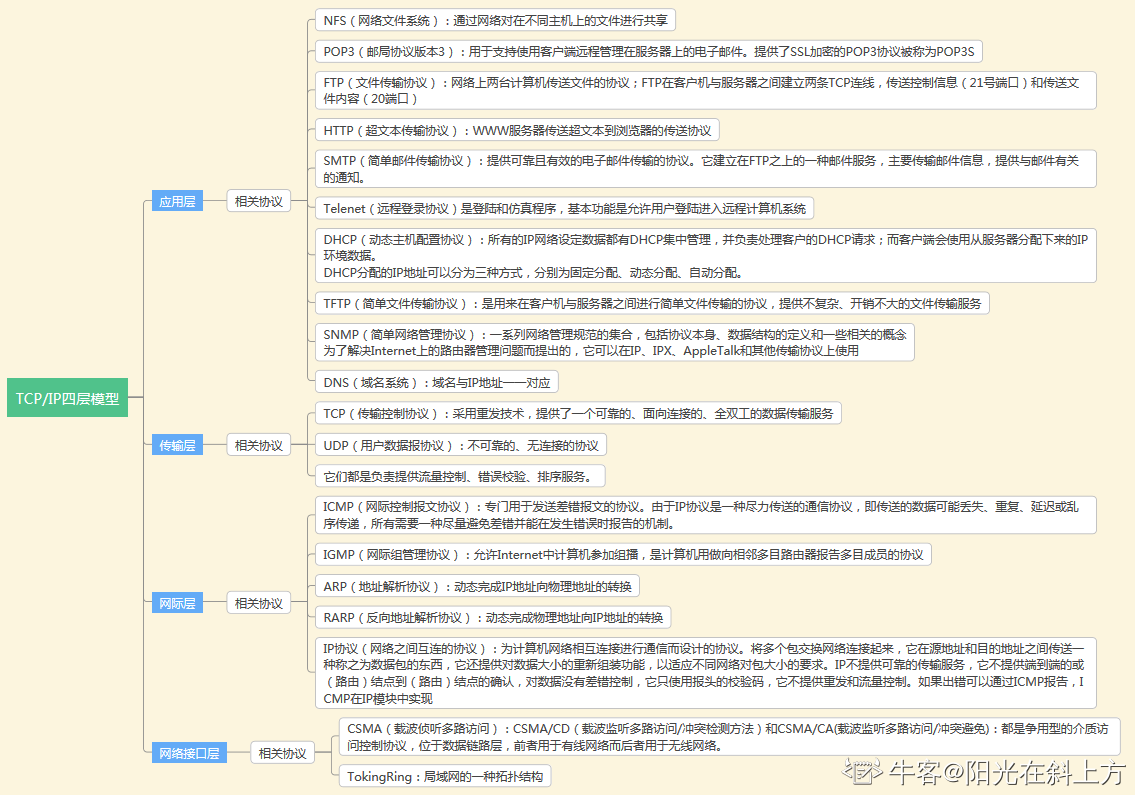 TCP/IP四层模型
应用层
相关协议
NFS（网络文件系统）：通过网络对在不同主机上的文件进行共享
POP3（邮局协议版本3）：用于支持使用客户端远程管理在服务器上的电子邮件。提供了SSL加密的POP3协议被称为POP3S
FTP（文件传输协议）：网络上两台计算机传送文件的协议；FTP在客户机与服务器之间建立两条TCP连线，传送控制信息（21号端口）和传送文
件内容（20端口）
HTTP（超文本传输协议）：WWW服务器传送超文本到浏览器的传送协议
SMTP（简单邮件传输协议）：提供可靠且有效的电子邮件传输的协议。它建立在FTP之上的一种邮件服务，主要传输邮件信息，提供与邮件有关
的通知。
Telenet（远程登录协议）是登陆和仿真程序，基本功能是允许用户登陆进入远程计算机系统
DHCP（动态主机配置协议）：所有的IP网络设定数据都有DHCP集中管理，并负责处理客户的DHCP请求；而客户端会使用从服务器分配下来的IP
环境数据。
DHCP分配的IP地址可以分为三种方式，分别为固定分配、动态分配、自动分配。
TFTP（简单文件传输协议）：是用来在客户机与服务器之间进行简单文件传输的协议，提供不复杂、开销不大的文件传输服务
SNMP（简单网络管理协议）：一系列网络管理规范的集合，包括协议本身、数据结构的定义和一些相关的概念
为了解决Internet上的路由器管理问题而提出的，它可以在IP、IPX、AppleTalk和其他传输协议上使用
DNS（域名系统）：域名与IP地址一一对应
传输层
相关协议
TCP（传输控制协议）：采用重发技术，提供了一个可靠的、面向连接的、全双工的数据传输服务
UDP（用户数据报协议）：不可靠的、无连接的协议
它们都是负责提供流量控制、错误校验、排序服务。
网际层
相关协议
ICMP（网际控制报文协议）：专门用于发送差错报文的协议。由于IP协议是一种尽力传送的通信协议，即传送的数据可能丢失、重复、延迟或乱
序传递，所有需要一种尽量避免差错并能在发生错误时报告的机制。
IGMP（网际组管理协议）：允许Internet中计算机参加组播，是计算机用做向相邻多目路由器报告多目成员的协议
ARP（地址解析协议）：动态完成IP地址向物理地址的转换
RARP（反向地址解析协议）：动态完成物理地址向IP地址的转换
IP协议（网络之间互连的协议）：为计算机网络相互连接进行通信而设计的协议。将多个包交换网络连接起来，它在源地址和目的地址之间传送一
种称之为数据包的东西，它还提供对数据大小的重新组装功能，以适应不同网络对包大小的要求。IP不提供可靠的传输服务，它不提供端到端的或
（路由）结点到（路由）结点的确认，对数据没有差错控制，它只使用报头的校验码，它不提供重发和流量控制。如果出错可以通过ICMP报告，I
CMP在IP模块中实现
网络接口层
相关协议
CSMA（载波侦听多路访问）：CSMA/CD（载波监听多路访问/冲突检测方法）和CSMA/CA(载波监听多路访问/冲突避免)：都是争用型的介质访
问控制协议，位于数据链路层，前者用于有线网络而后者用于无线网络。
TokingRing：局域网的一种拓扑结构
牛客@阳光在斜上方